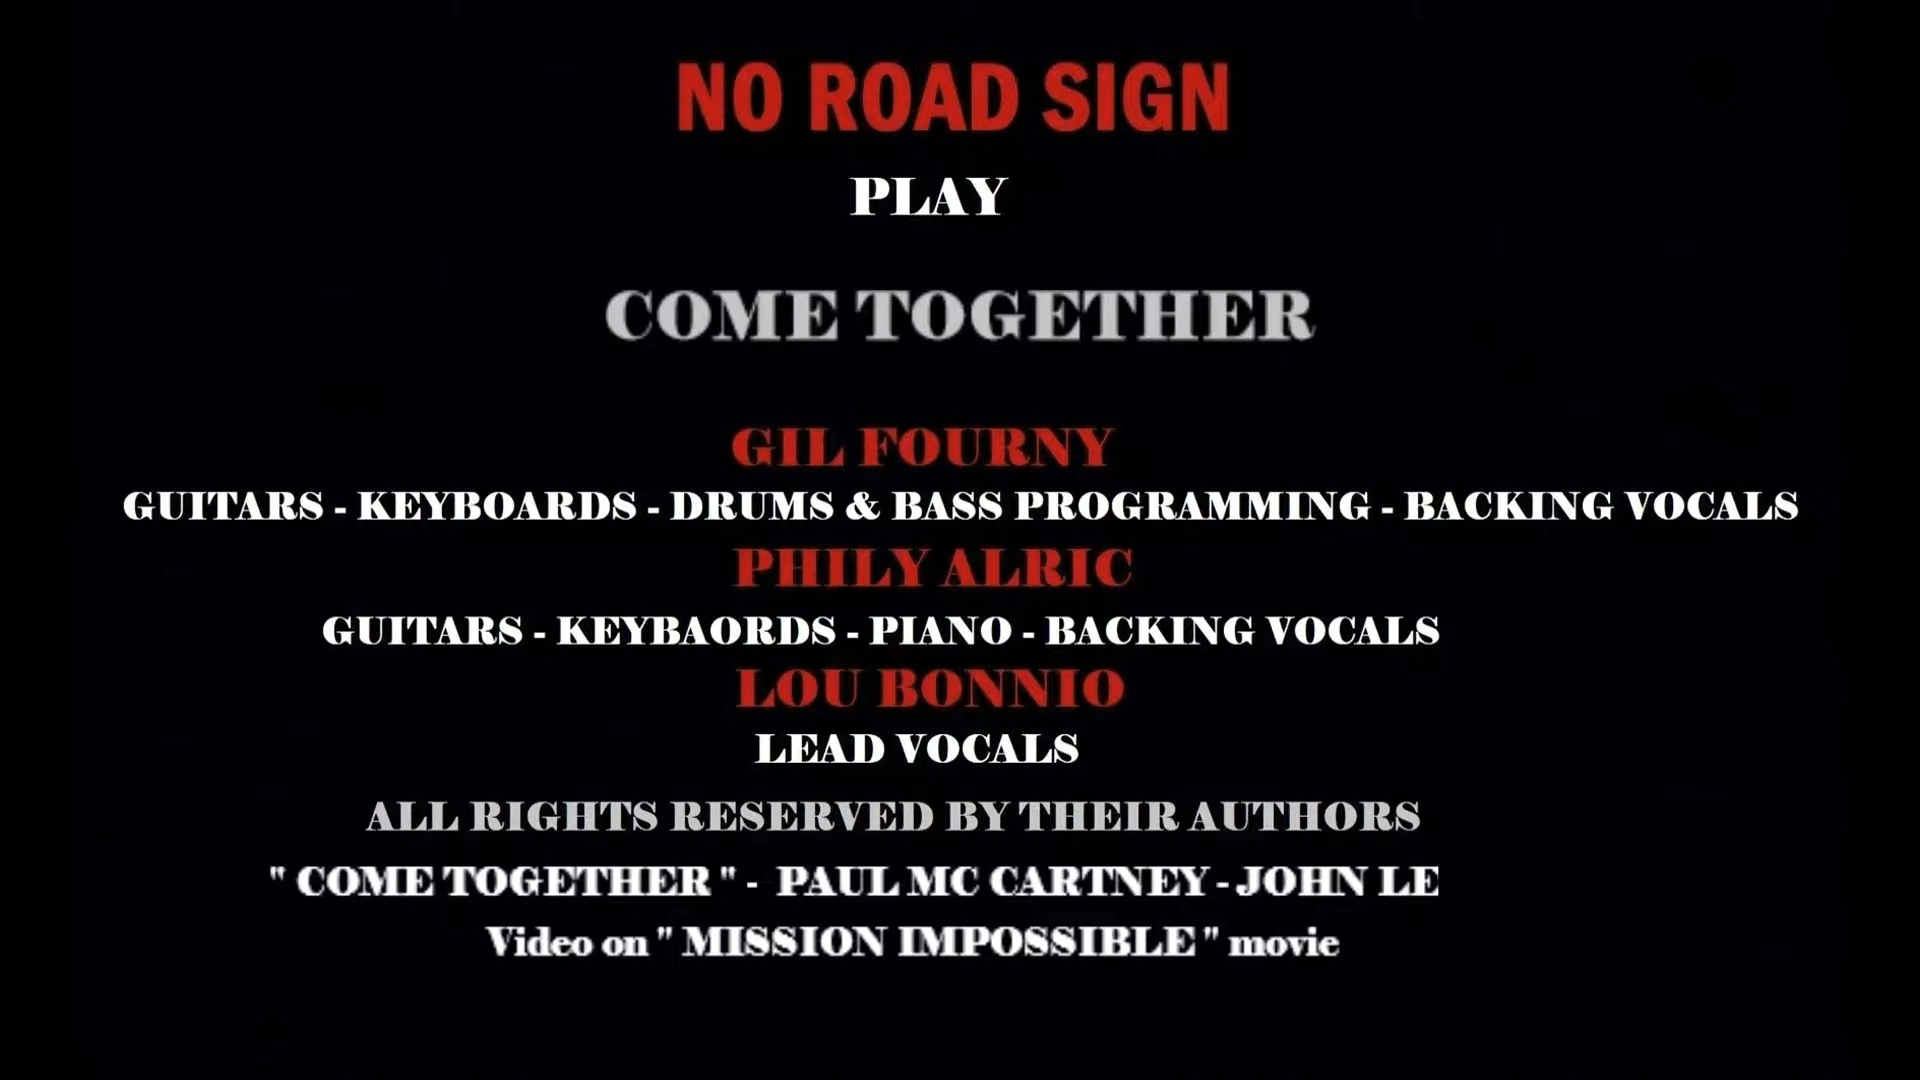 NO ROAD SIGN
PLAY
COME TOGETHER
GIL FOURNY
GUITARS - KEYBOARDS - DRUMS & BASS PROGRAMMING - BACKING VOCALS
PHILY ALRIC
GUITARS - KEYBAORDS - PIANO - BACKING VOCALS
LOU BONNIO
LEAD VOCALS
ALL RIGHTS RESERVED BY THEIR AUTHORS
" COME TOGETHER " - PAUL MC CARTNEY - JOHN LE
Video on " MISSION IMPOSSIBLE " movie